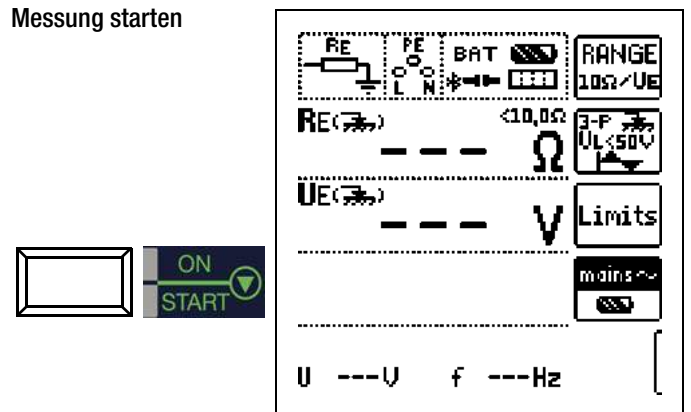 Messung starten
ON
START
RE
PE
L N
BAT
RANGE
10Ω/UE
RE( )
<10,0Ω
--- Ω
3-P
UL<50V
UE( )
--- V
Limits
mains~
U ---V f ---Hz